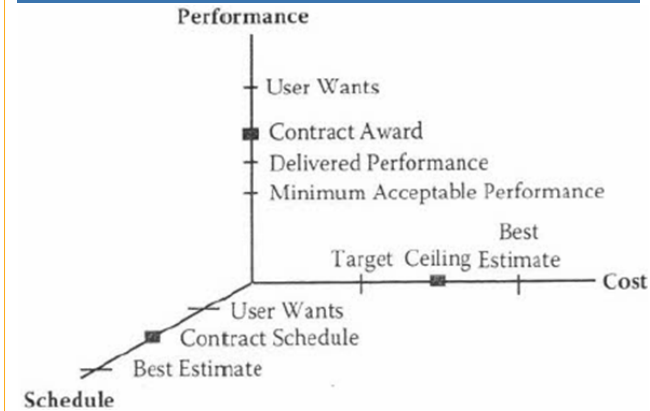 Performance
User Wants
Contract Award
Delivered Performance
Minimum Acceptable Performance
Best
Target Ceiling Estimate
Cost
User Wants
Contract Schedule
Best Estimate
Schedule